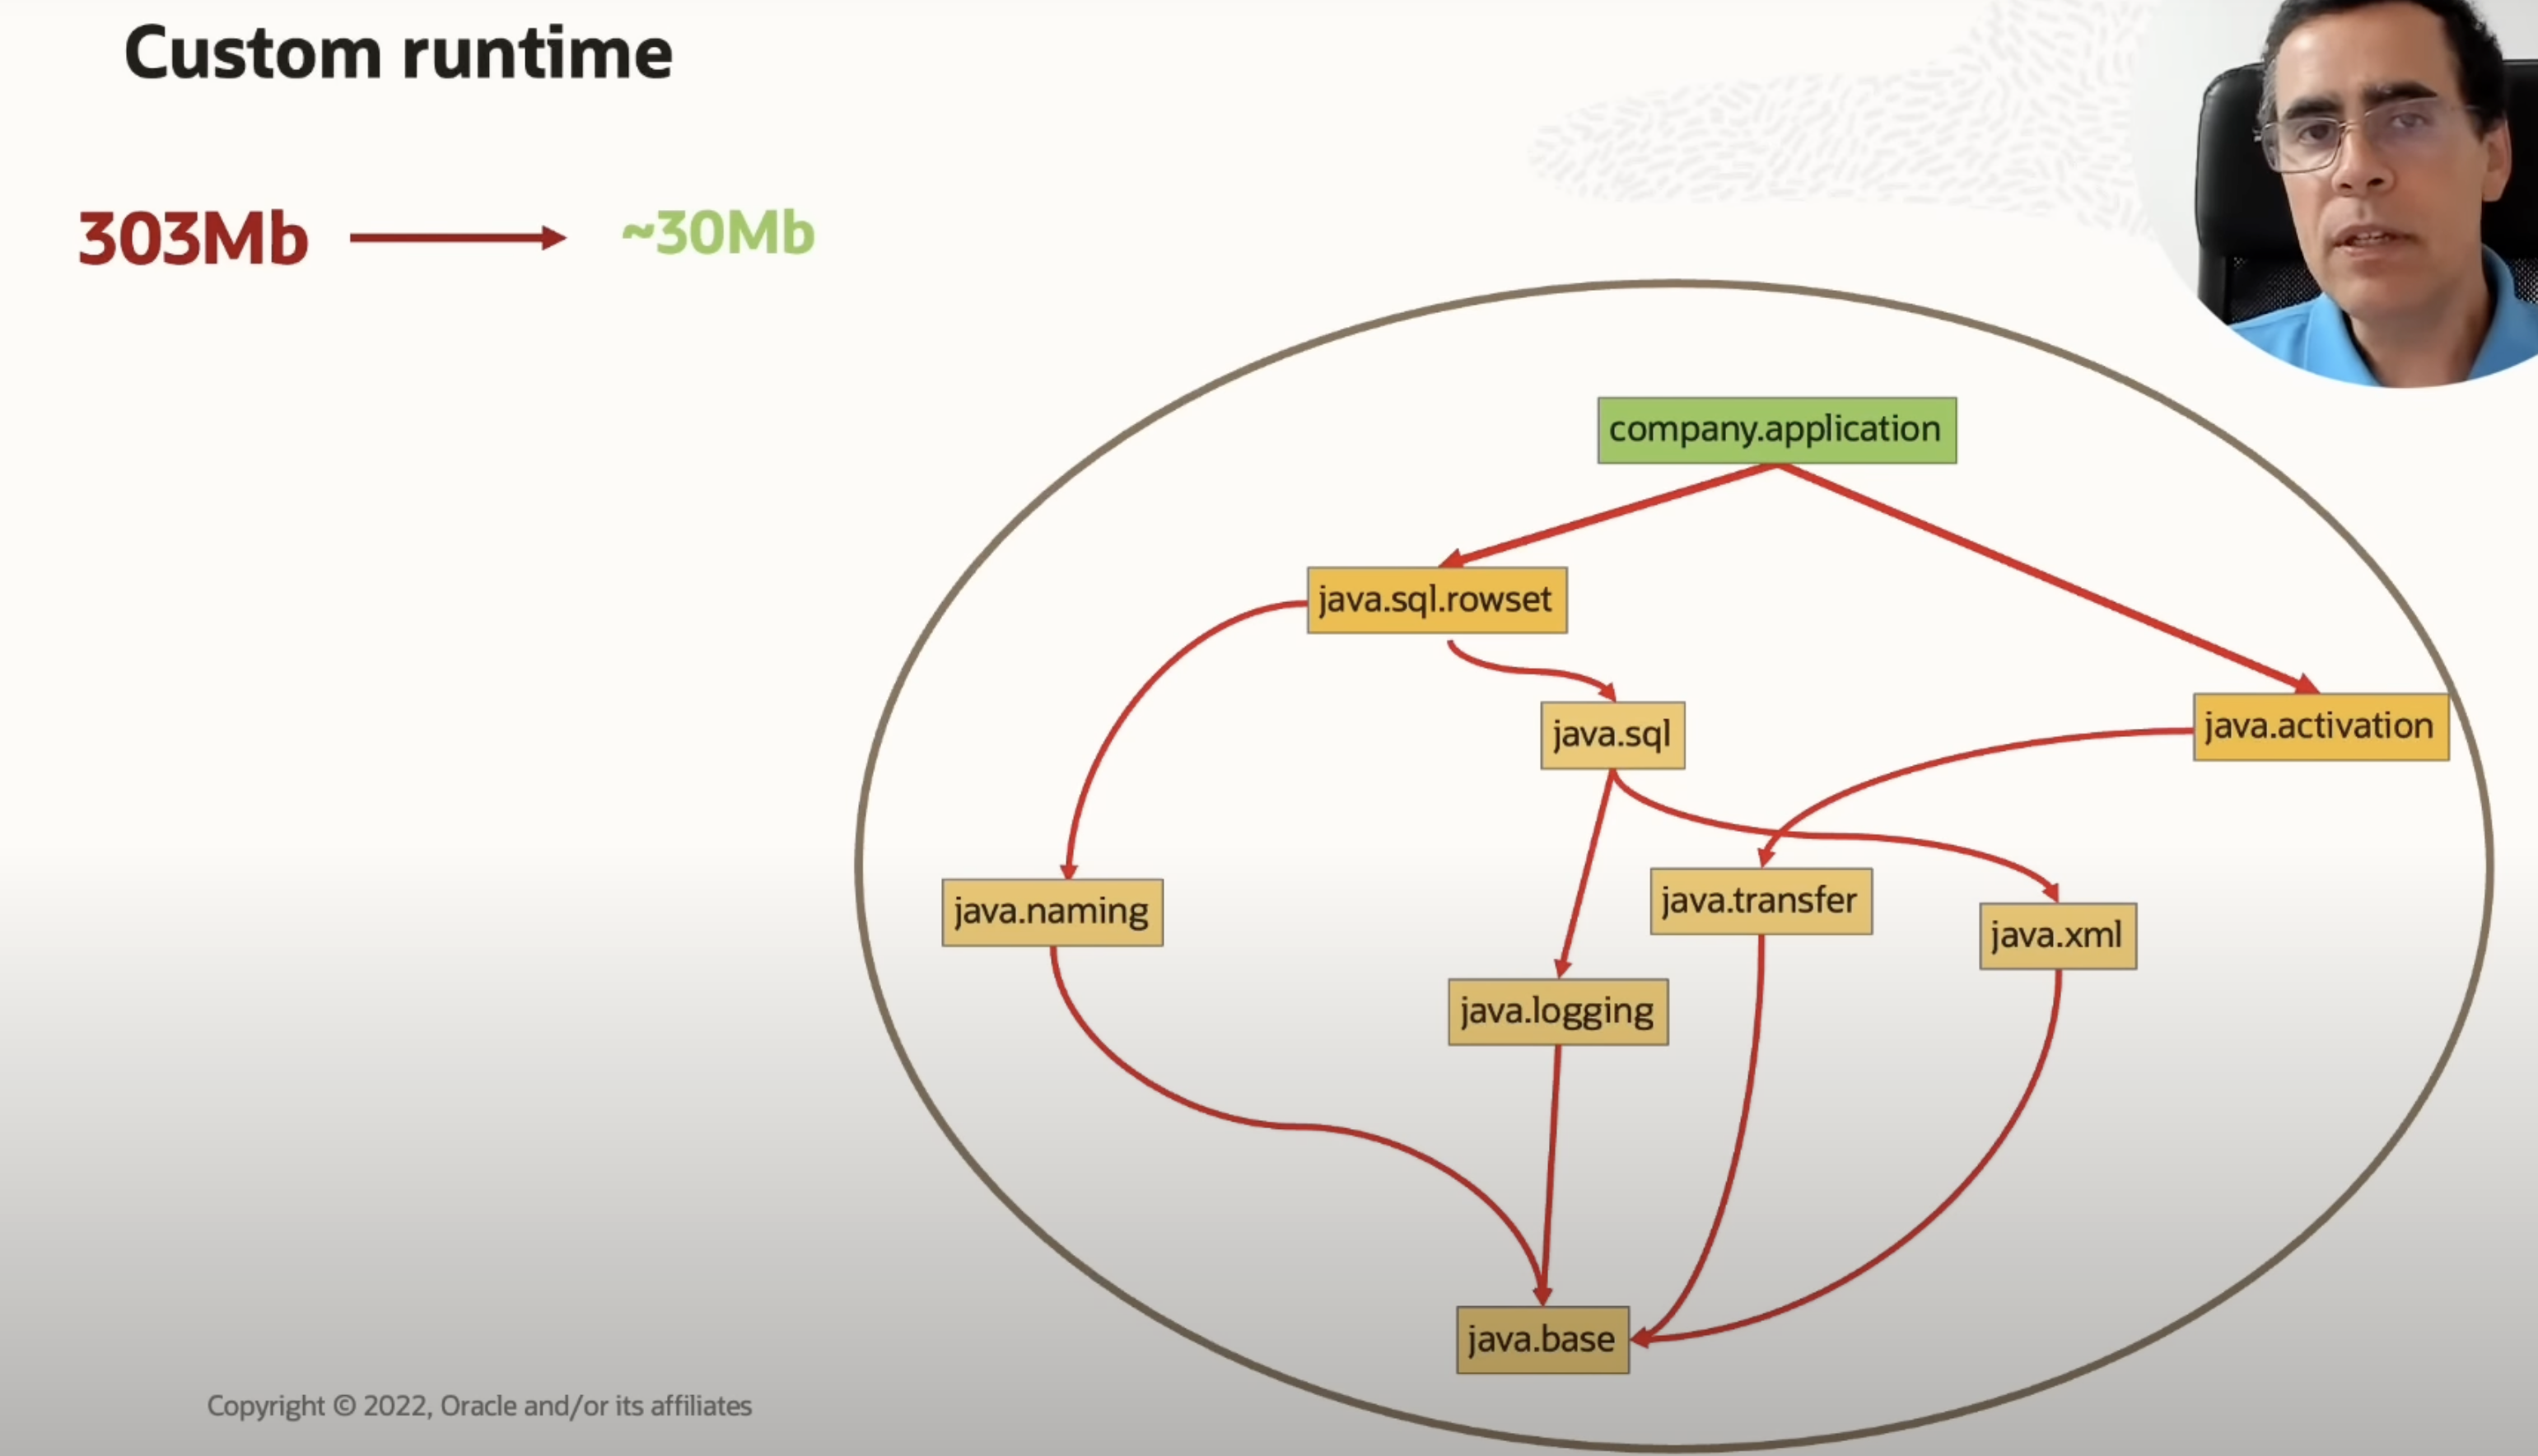 Custom runtime
303Mb
~30Mb
company.application
java.sql.rowset
java.sql
java.activation
java.naming
java.transfer
java.xml
java.logging
java.base
Copyright © 2022, Oracle and/or its affiliates